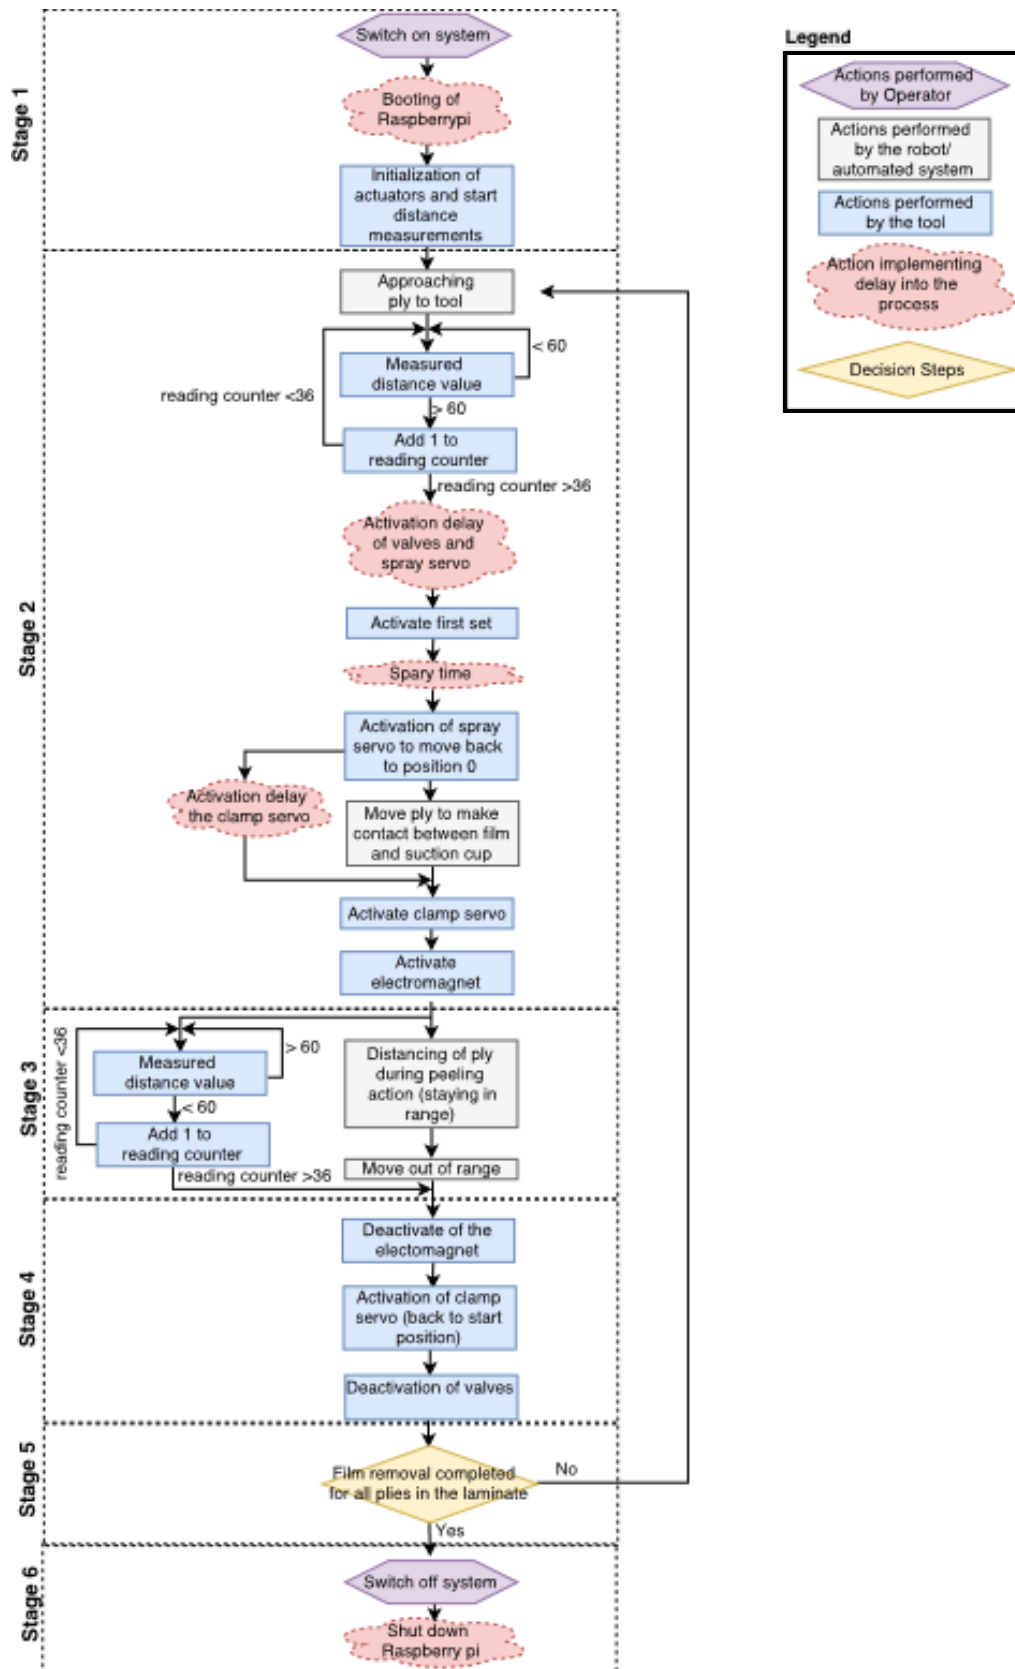 Switch on system
Booting of
Raspberrypi
Initialization of
actuators and start
distance
measurements
Stage 1
Approaching
ply to tool
< 60
Measured
distance value
reading counter <36
> 60
Add 1 to
reading counter
reading counter >36
Activation delay
of valves and
spray servo
Activate first set
Spary time
Activation of spray
servo to move back
to position 0
Activation delay
the clamp servo
Move ply to make
contact between film
and suction cup
Activate clamp servo
Activate
electromagnet
Stage 2
reading counter <36
> 60
Measured
distance value
< 60
Add 1 to
reading counter
reading counter >36
Distancing of ply
during peeling
action (staying in
range)
Move out of range
Stage 3
Deactivate of the
electomagnet
Activation of clamp
servo (back to start
position)
Deactivation of valves
Stage 4
Film removal completed
for all plies in the laminate
No
Yes
Stage 5
Switch off system
Shut down
Raspberry pi
Stage 6
Legend
Actions performed
by Operator
Actions performed
by the robot/
automated system
Actions performed
by the tool
Action implementing
delay into the
process
Decision Steps